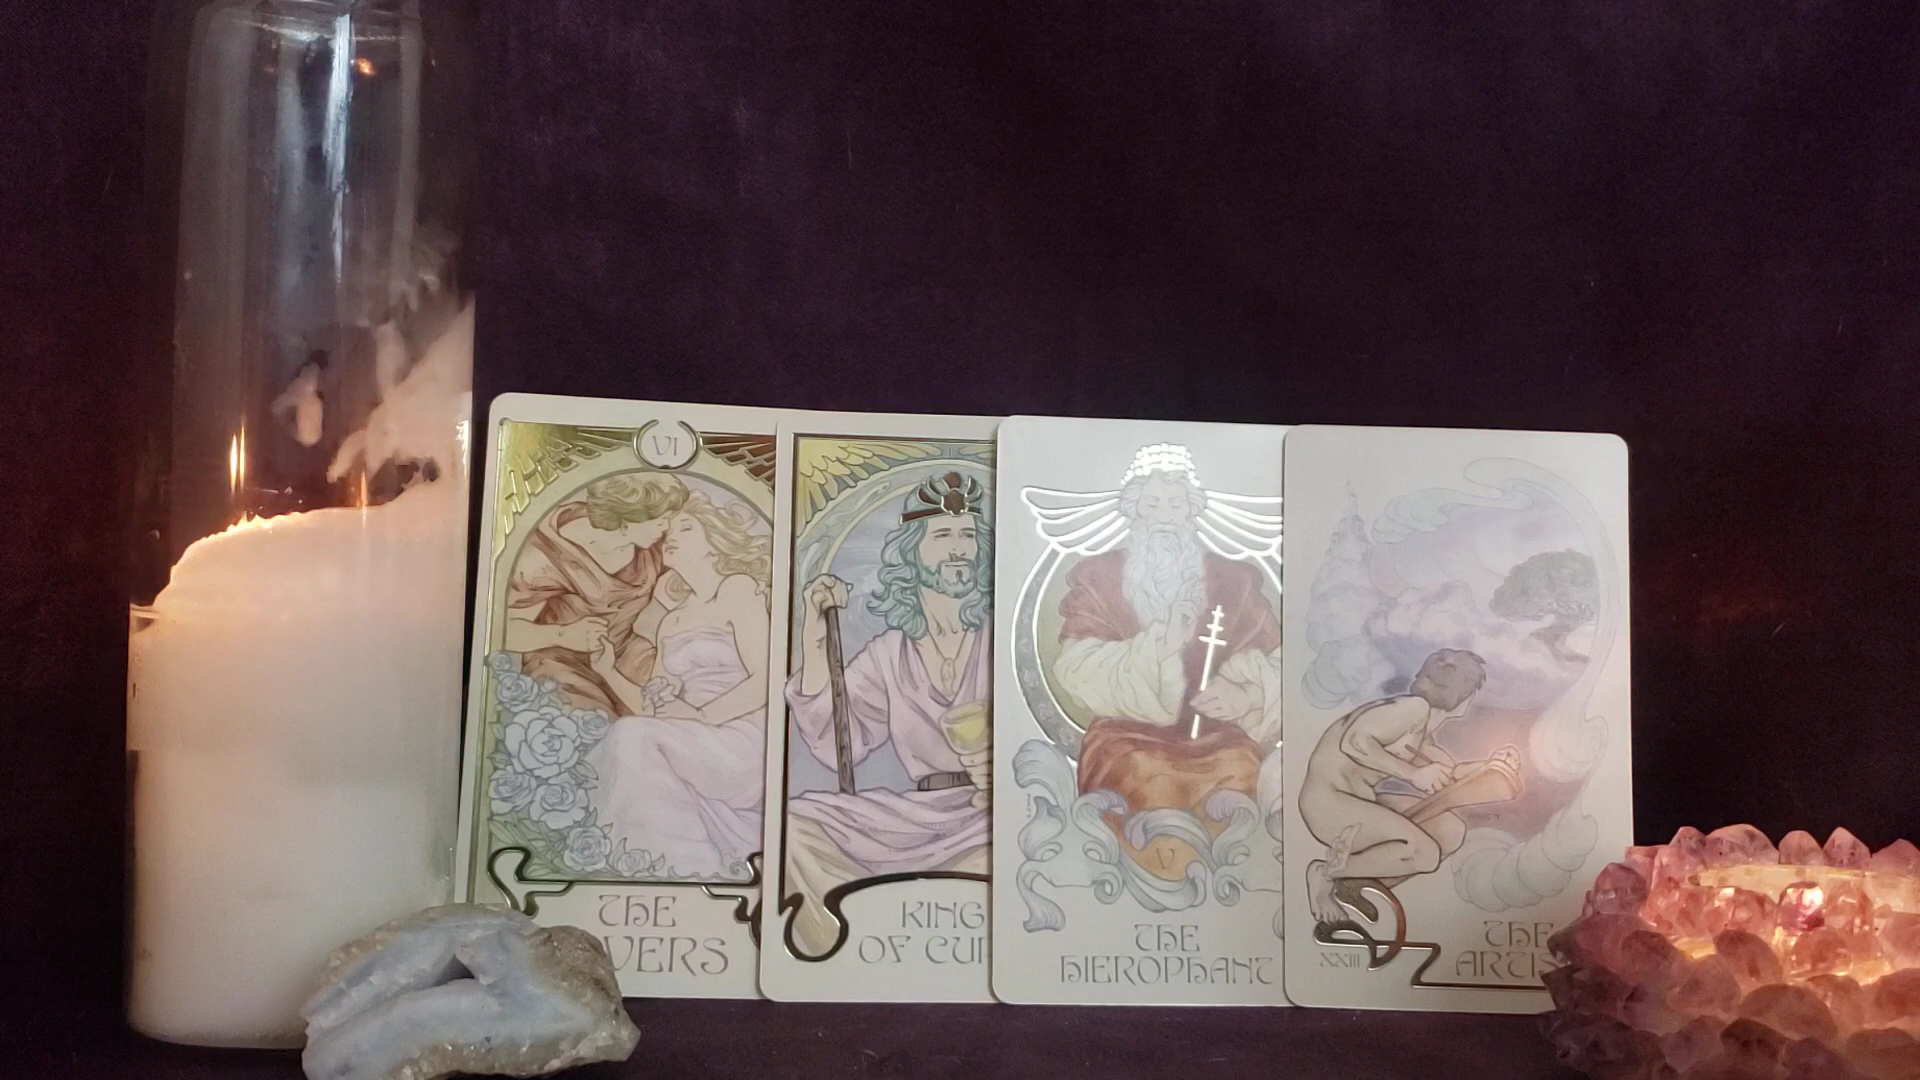 VI
THE
VERS
KING
OF CU
THE
HIEROPHANT
V
THE
XXIII
ARTIS